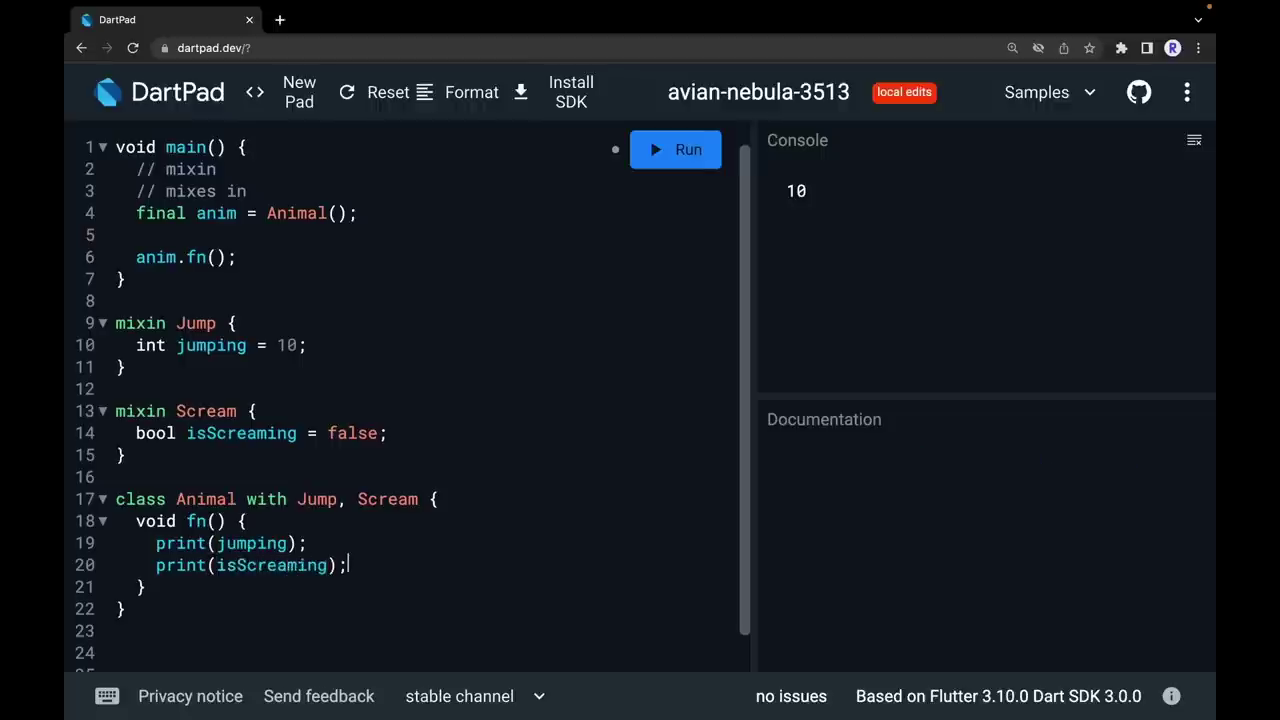 DartPad
dartpad.dev/?
R
DartPad
<> New Pad
Reset
Format
Install SDK
avian-nebula-3513
local edits
Samples
1 void main() {
2 // mixin
3 // mixes in
4 final anim = Animal();
5
6 anim.fn();
7 }
8
9 mixin Jump {
10 int jumping = 10;
11 }
12
13 mixin Scream {
14 bool isScreaming = false;
15 }
16
17 class Animal with Jump, Scream {
18 void fn() {
19 print(jumping);
20 print(isScreaming);
21 }
22 }
23
24
Run
Console
10
Documentation
Privacy notice
Send feedback
stable channel
no issues
Based on Flutter 3.10.0 Dart SDK 3.0.0